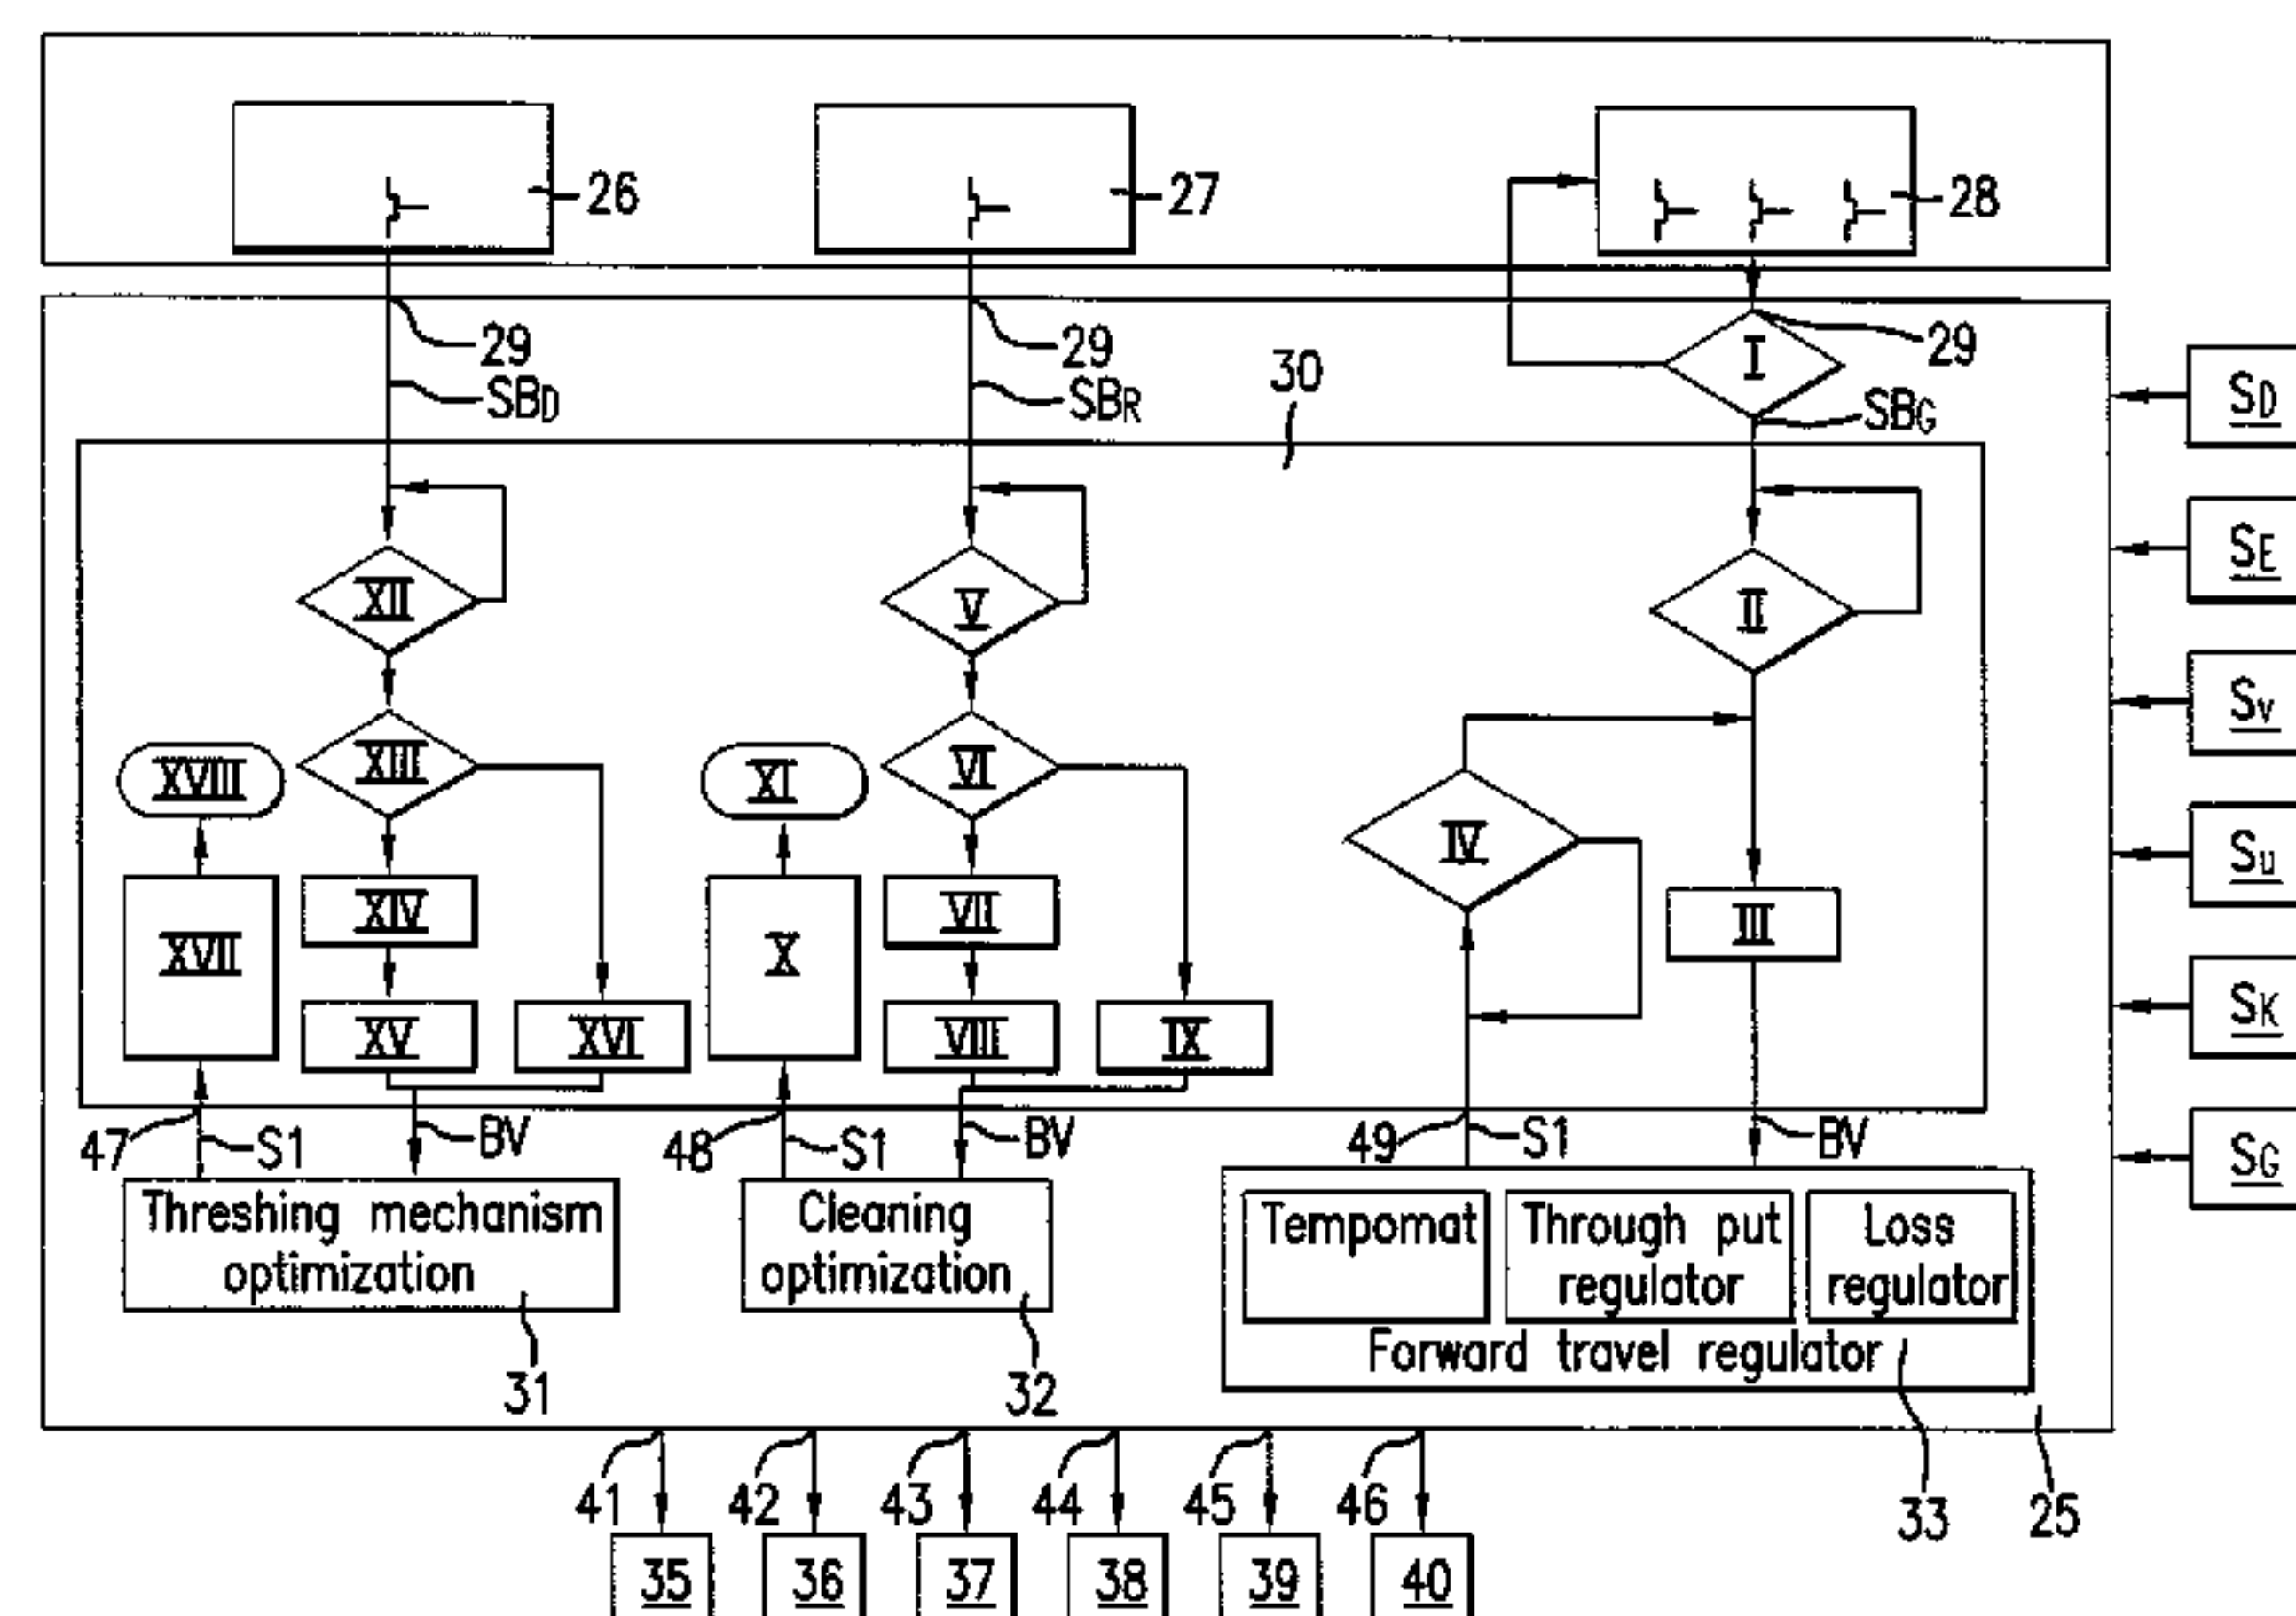 26
27
28
29
29
29
I
30
SBD
SBR
SBG
SD
SE
XII
V
II
Sv
XVIII
XIII
XI
VI
IV
Su
XVII
XIV
X
VII
III
SK
XV
XVI
VIII
IX
47
S1
BV
48
S1
BV
49
S1
BV
SG
Threshing mechanism
optimization
Cleaning
optimization
Tempomat
Through put
regulator
Loss
regulator
Forward travel regulator
31
32
33
25
41
42
43
44
45
46
35
36
37
38
39
40